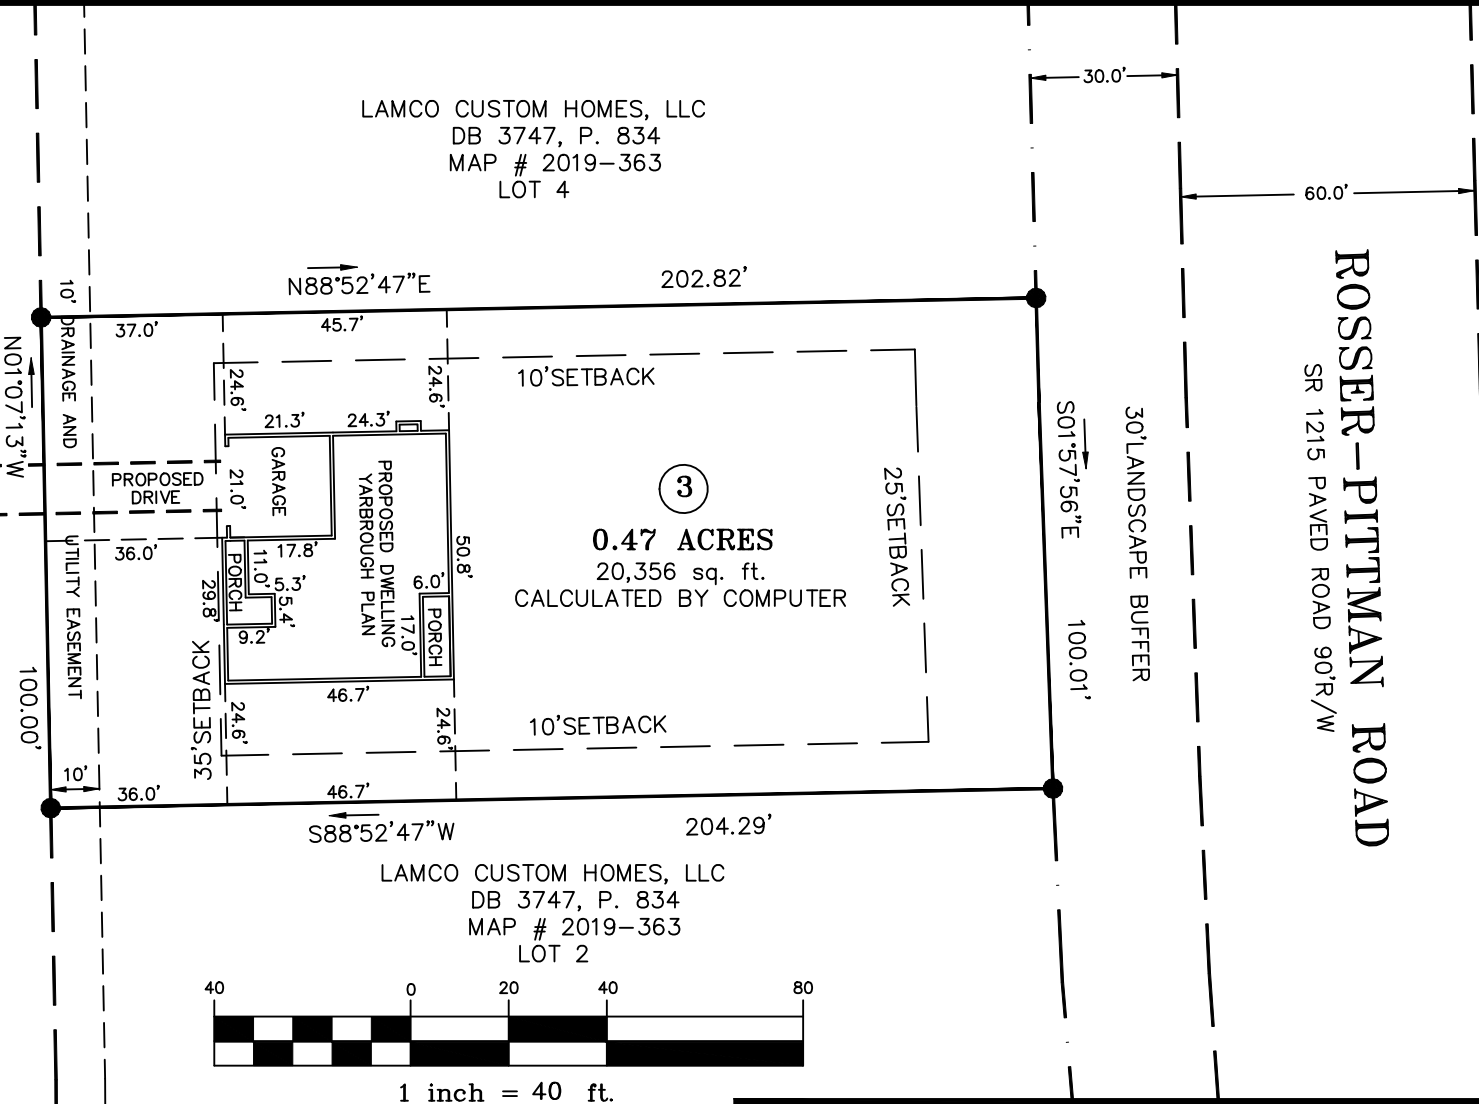 LAMCO CUSTOM HOMES, LLC
DB 3747, P. 834
MAP # 2019-363
LOT 4
30.0'
60.0'
N88°52'47"E
202.82'
10' DRAINAGE AND UTILITY EASEMENT
37.0'
45.7'
N01°07'13"W
100.00'
24.6'
24.6'
10'SETBACK
21.3'
24.3'
GARAGE
21.0'
PROPOSED DWELLING
YARBROUGH PLAN
PROPOSED
DRIVE
36.0'
17.8'
PORCH
11.0'
5.3'
5.4'
9.2'
29.8'
50.8'
6.0'
17.0'
PORCH
46.7'
35'SETBACK
24.6'
24.6'
3
0.47 ACRES
20,356 sq. ft.
CALCULATED BY COMPUTER
25'SETBACK
10'SETBACK
S01°57'56"E
100.01'
30'LANDSCAPE BUFFER
ROSSER-PITTMAN ROAD
SR 1215 PAVED ROAD 90'R/W
10'
36.0'
46.7'
S88°52'47"W
204.29'
LAMCO CUSTOM HOMES, LLC
DB 3747, P. 834
MAP # 2019-363
LOT 2
40 0 20 40 80
1 inch = 40 ft.